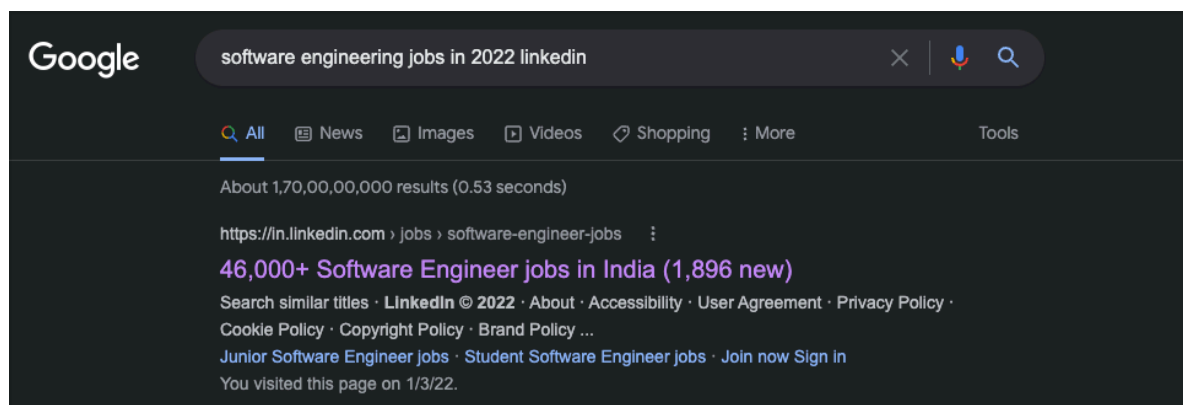 Google
software engineering jobs in 2022 linkedin
All News Images Videos Shopping More Tools
About 1,70,00,00,000 results (0.53 seconds)
https://in.linkedin.com › jobs › software-engineer-jobs
46,000+ Software Engineer jobs in India (1,896 new)
Search similar titles · LinkedIn © 2022 · About · Accessibility · User Agreement · Privacy Policy ·
Cookie Policy · Copyright Policy · Brand Policy ...
Junior Software Engineer jobs · Student Software Engineer jobs · Join now Sign in
You visited this page on 1/3/22.